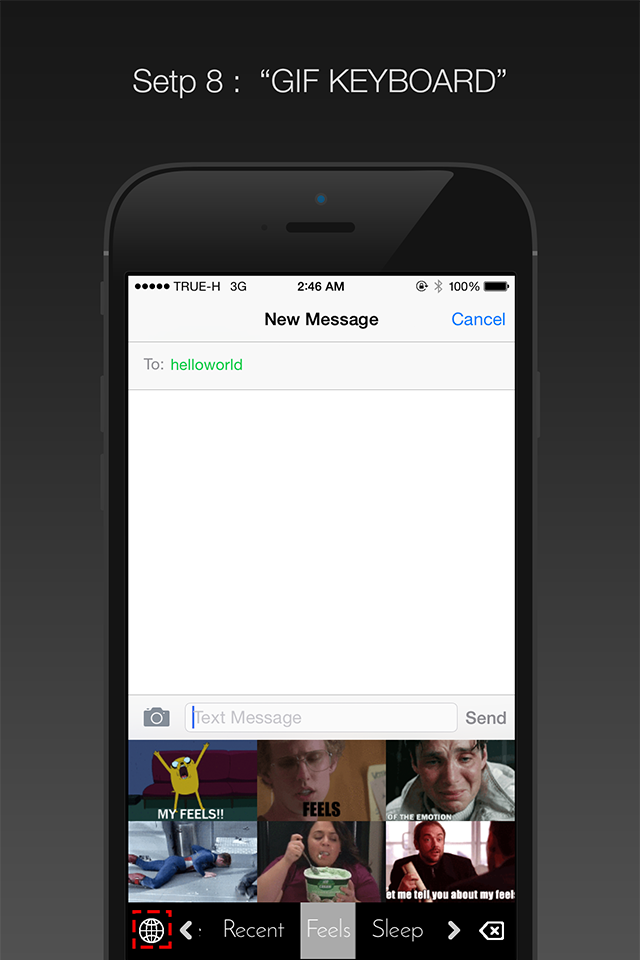 Setp 8 : “GIF KEYBOARD”
TRUE-H 3G 2:46 AM 100%
New Message Cancel
To: helloworld
Text Message Send
MY FEELS!!
FEELS
OF THE EMOTION
et me tell you about my feel
Recent Feels Sleep